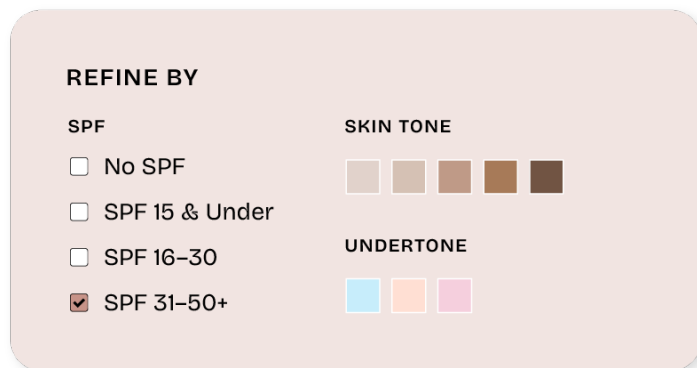 REFINE BY
SPF
No SPF
SPF 15 & Under
SPF 16–30
SPF 31–50+
SKIN TONE
UNDERTONE